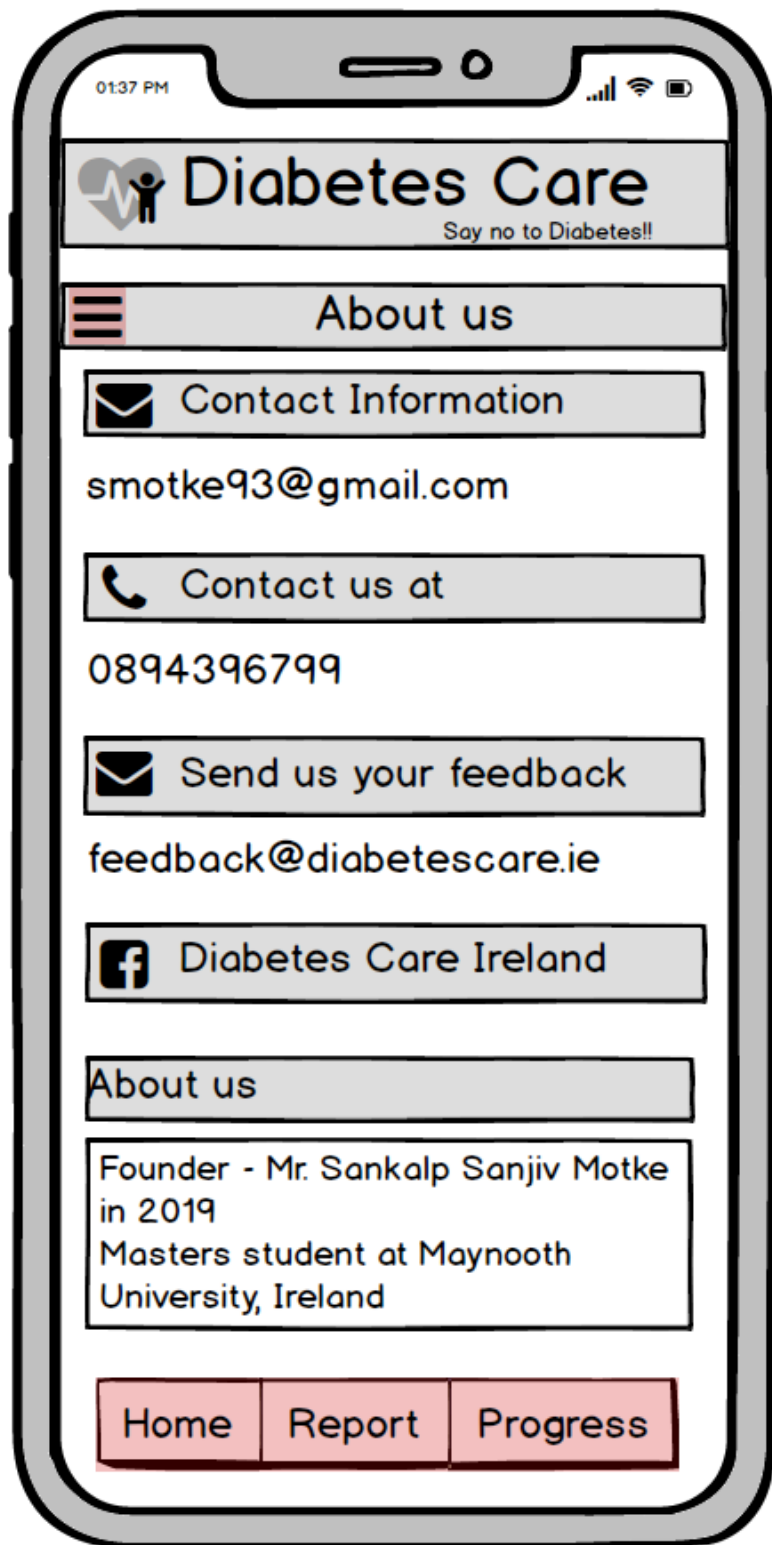 01:37 PM
Diabetes Care
Say no to Diabetes!!
About us
Contact Information
smotke93@gmail.com
Contact us at
0894396799
Send us your feedback
feedback@diabetescare.ie
Diabetes Care Ireland
About us
Founder - Mr. Sankalp Sanjiv Motke
in 2019
Masters student at Maynooth
University, Ireland
Home Report Progress